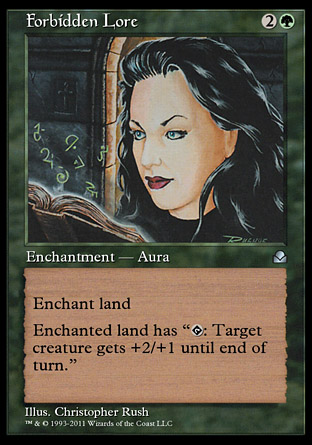 Forbidden Lore 2
Enchantment — Aura
Enchant land
Enchanted land has “: Target
creature gets +2/+1 until end of
turn.”
Illus. Christopher Rush
™ & © 1993-2011 Wizards of the Coast LLC